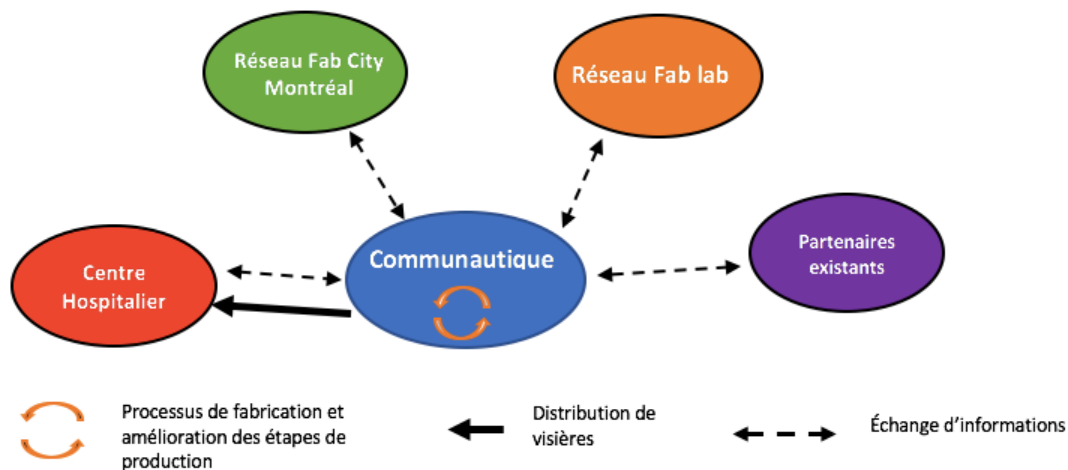 Réseau Fab City
Montréal
Réseau Fab lab
Centre
Hospitalier
Communautique
Partenaires
existants
Processus de fabrication et
amélioration des étapes de
production
Distribution de
visières
Échange d'informations